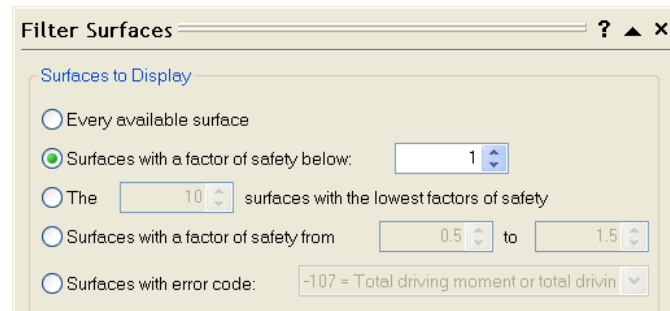 Filter Surfaces ? ▲ ×
Surfaces to Display
Every available surface
Surfaces with a factor of safety below: 1
The 10 surfaces with the lowest factors of safety
Surfaces with a factor of safety from 0.5 to 1.5
Surfaces with error code: -107 = Total driving moment or total drivin